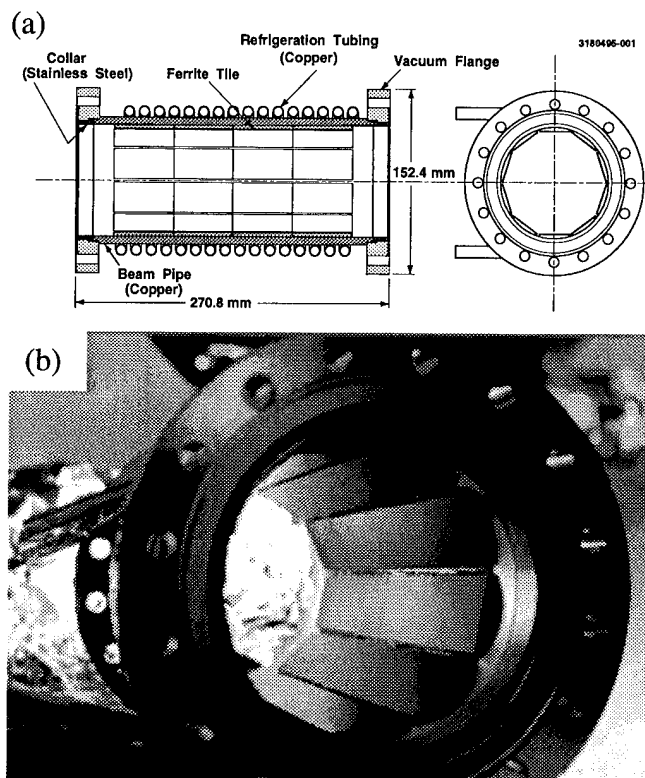 (a)
3180495-001
Refrigeration Tubing
(Copper)
Collar
(Stainless Steel)
Ferrite Tile
Vacuum Flange
152.4 mm
Beam Pipe
(Copper)
270.8 mm
(b)